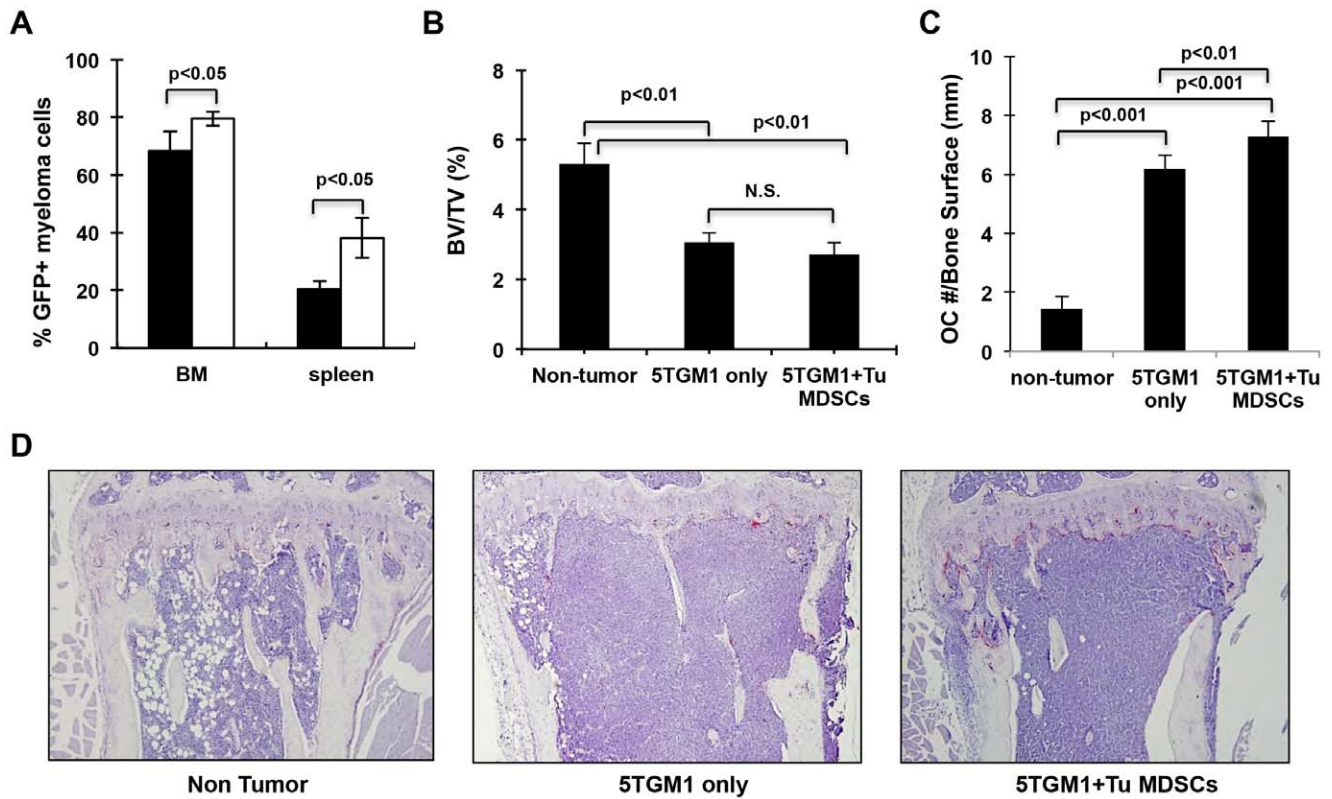 A
% GFP+ myeloma cells
100
80
60
40
20
0
p<0.05
p<0.05
BM spleen
B
BV/TV (%)
8
6
4
2
0
p<0.01
p<0.01
N.S.
Non-tumor 5TGM1 only 5TGM1+Tu
MDSCs
C
OC #/Bone Surface (mm)
10
8
6
4
2
0
p<0.01
p<0.001
p<0.001
non-tumor 5TGM1 5TGM1+Tu
only MDSCs
D
Non Tumor
5TGM1 only
5TGM1+Tu MDSCs